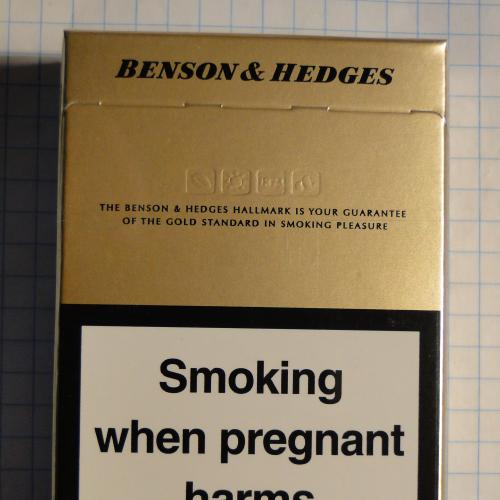 BENSON & HEDGES
THE BENSON & HEDGES HALLMARK IS YOUR GUARANTEE
OF THE GOLD STANDARD IN SMOKING PLEASURE
Smoking
when pregnant
harms